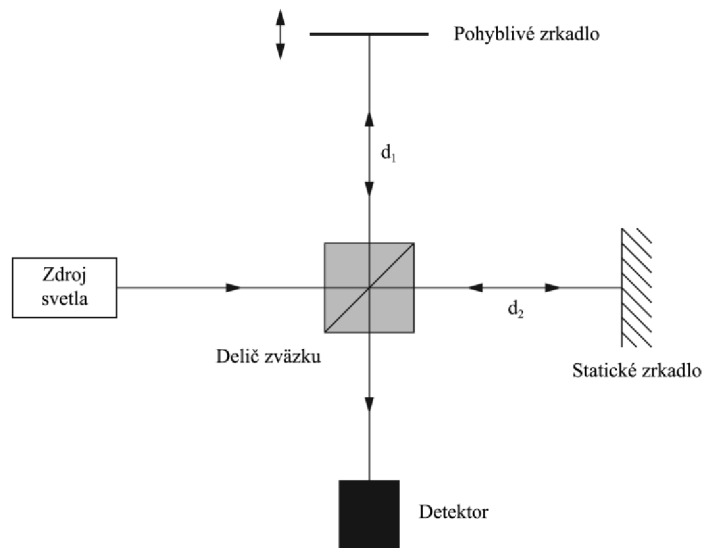 Pohyblivé zrkadlo
d₁
Zdroj
svetla
d₂
Delič zväzku
Statické zrkadlo
Detektor